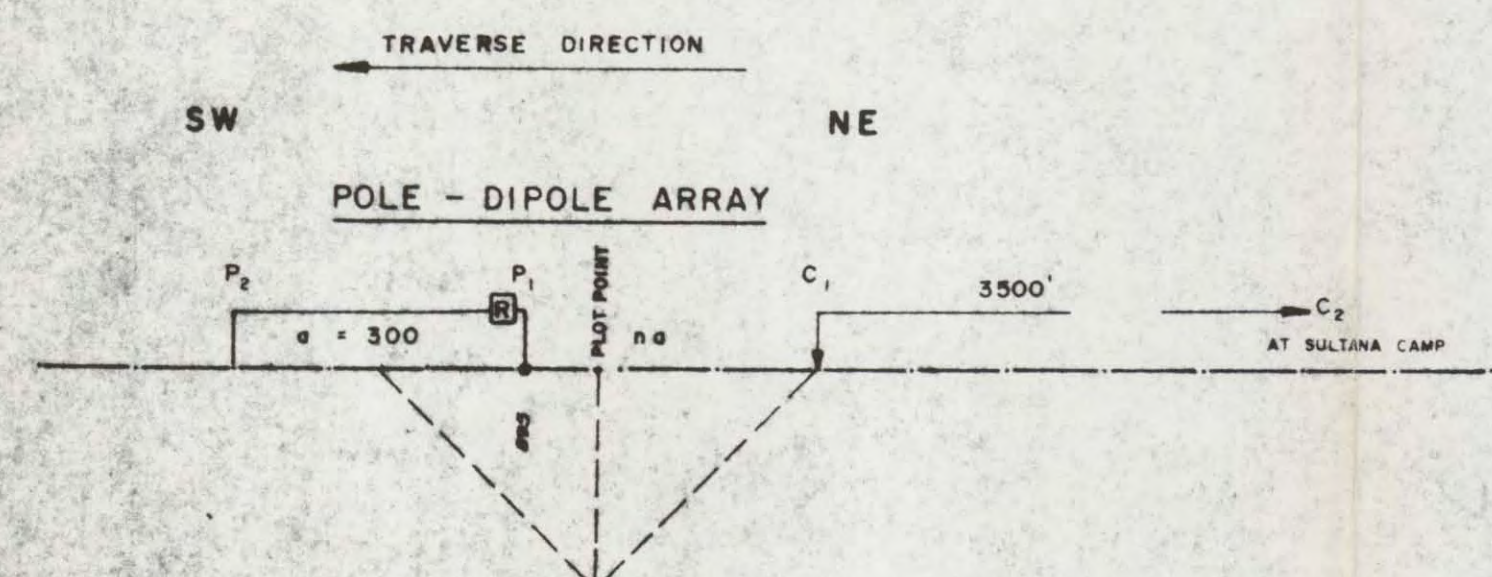 TRAVERSE DIRECTION
SW NE
POLE - DIPOLE ARRAY
P₂ P₁ PLOT POINT C₁ 3500' C₂
R
a = 300 na AT SULTANA CAMP